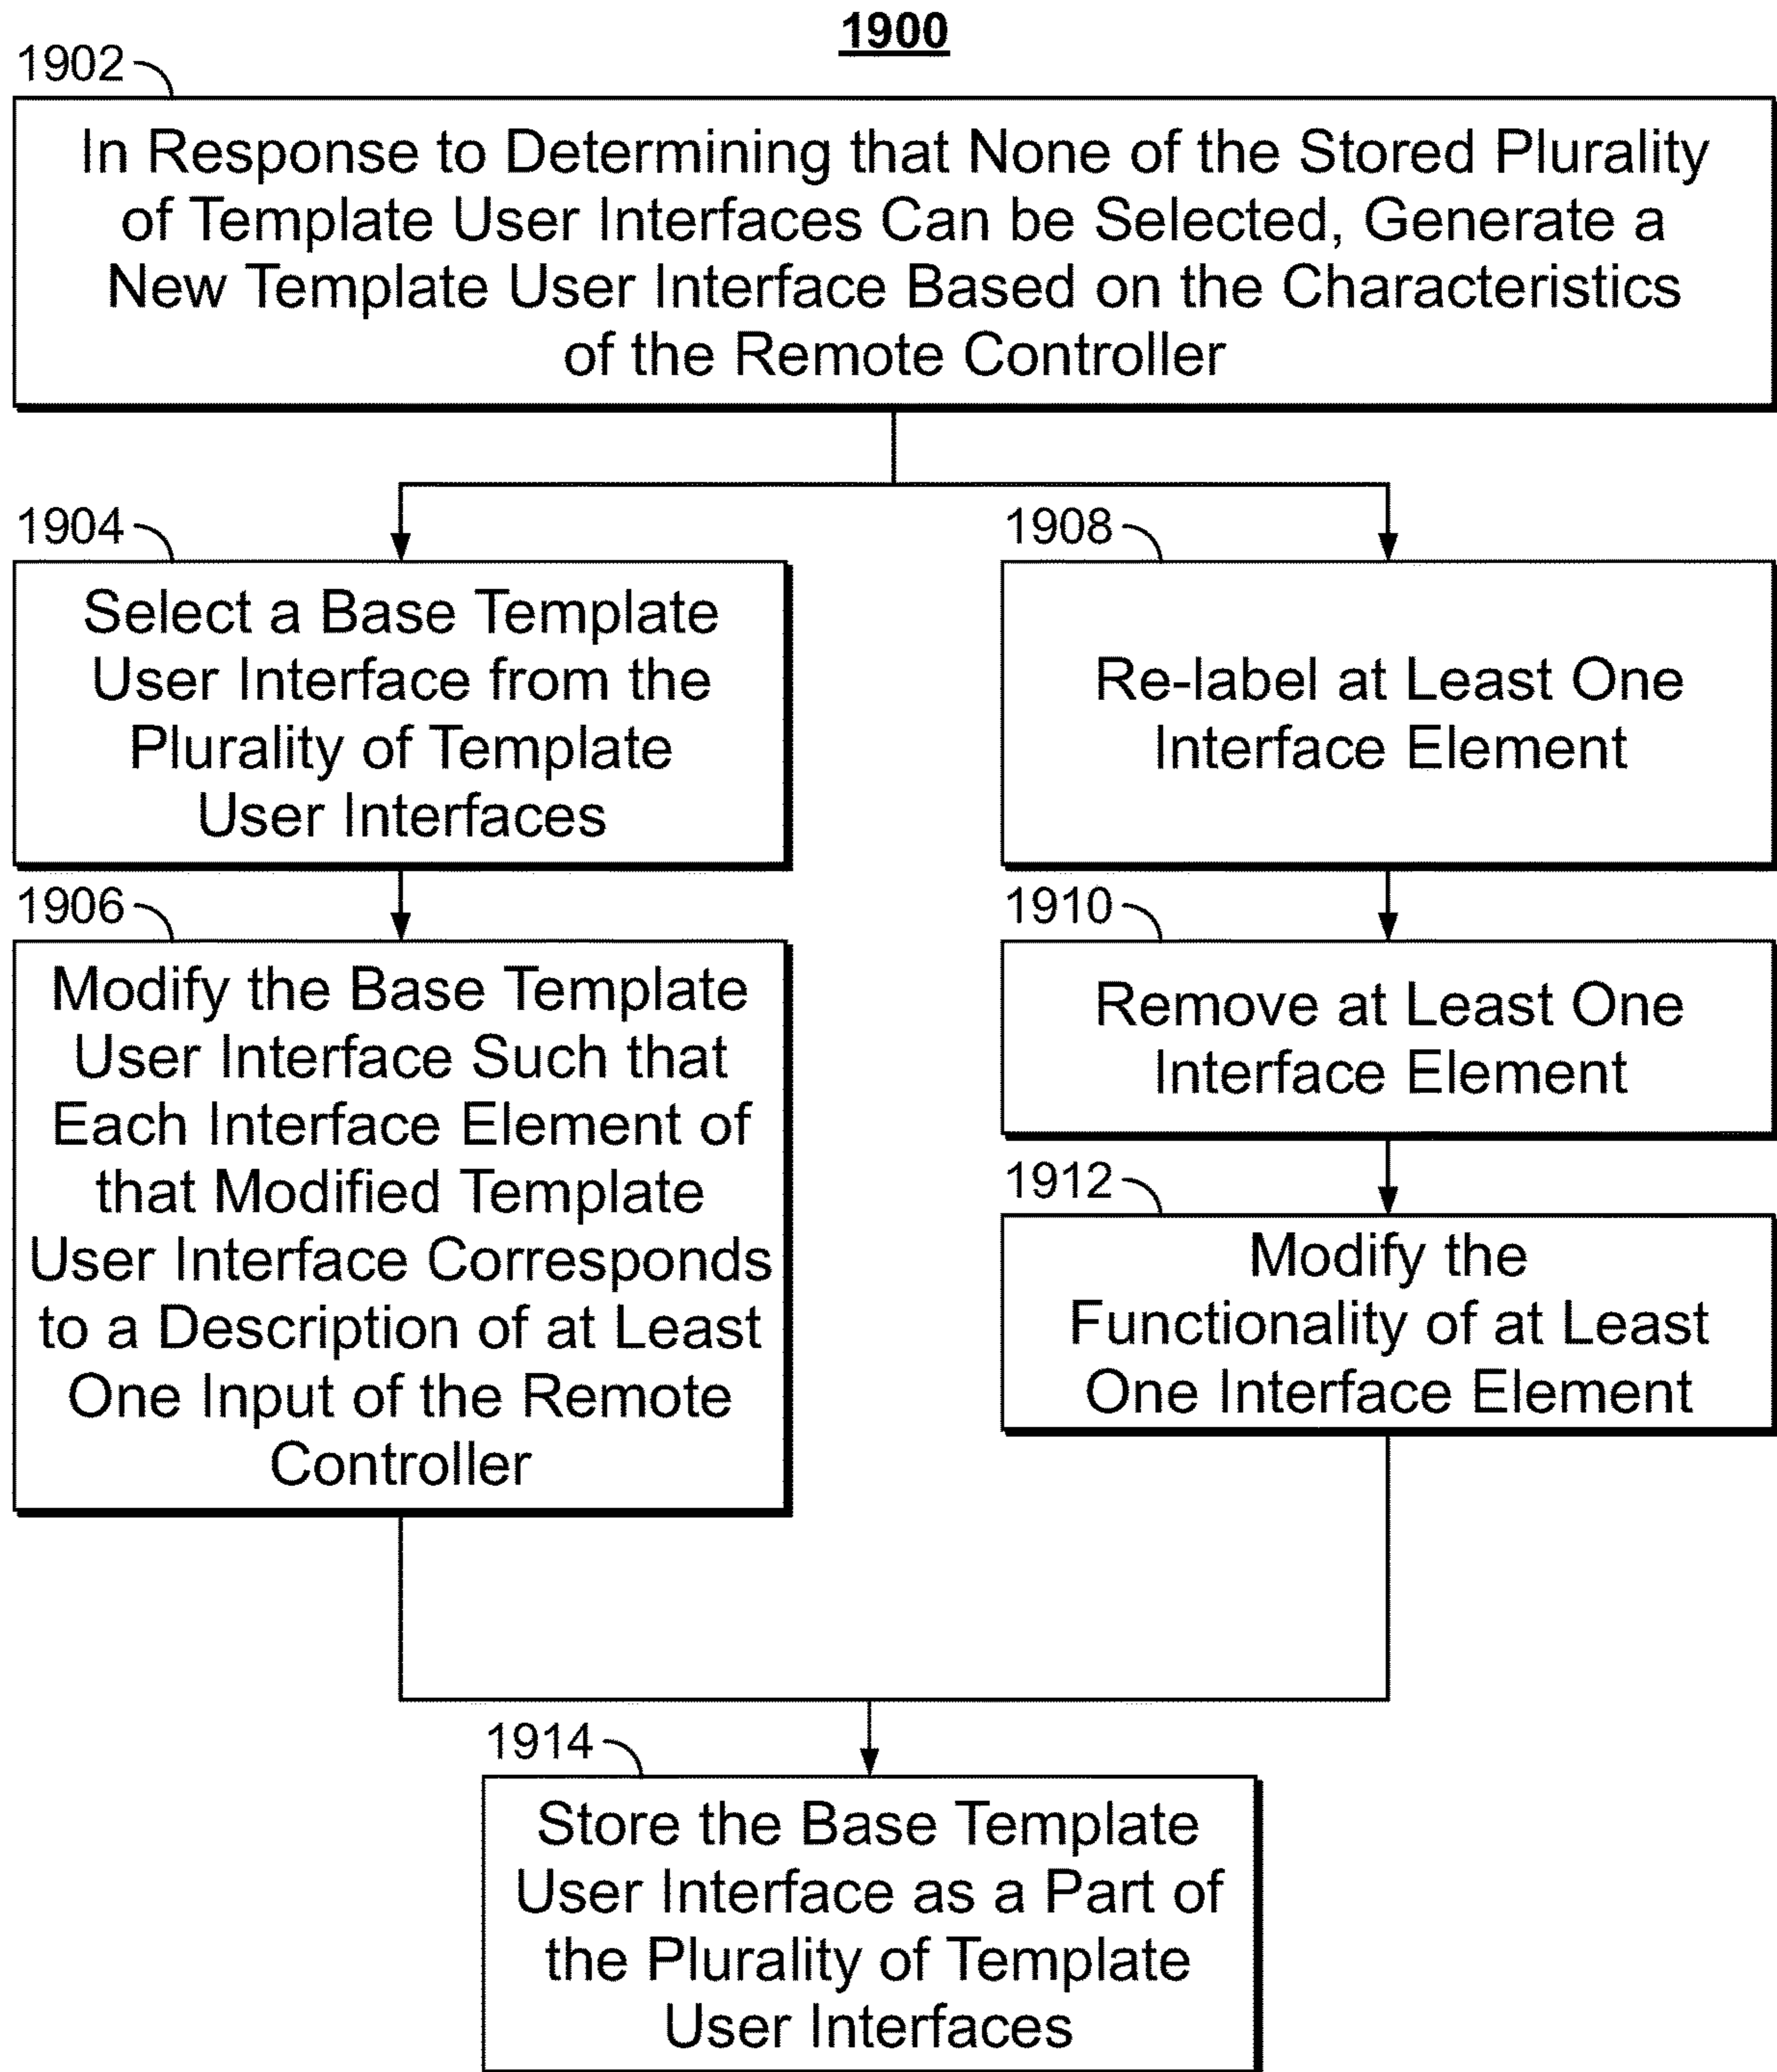 1900
1902
In Response to Determining that None of the Stored Plurality
of Template User Interfaces Can be Selected, Generate a
New Template User Interface Based on the Characteristics
of the Remote Controller
1904
Select a Base Template
User Interface from the
Plurality of Template
User Interfaces
1906
Modify the Base Template
User Interface Such that
Each Interface Element of
that Modified Template
User Interface Corresponds
to a Description of at Least
One Input of the Remote
Controller
1908
Re-label at Least One
Interface Element
1910
Remove at Least One
Interface Element
1912
Modify the
Functionality of at Least
One Interface Element
1914
Store the Base Template
User Interface as a Part of
the Plurality of Template
User Interfaces